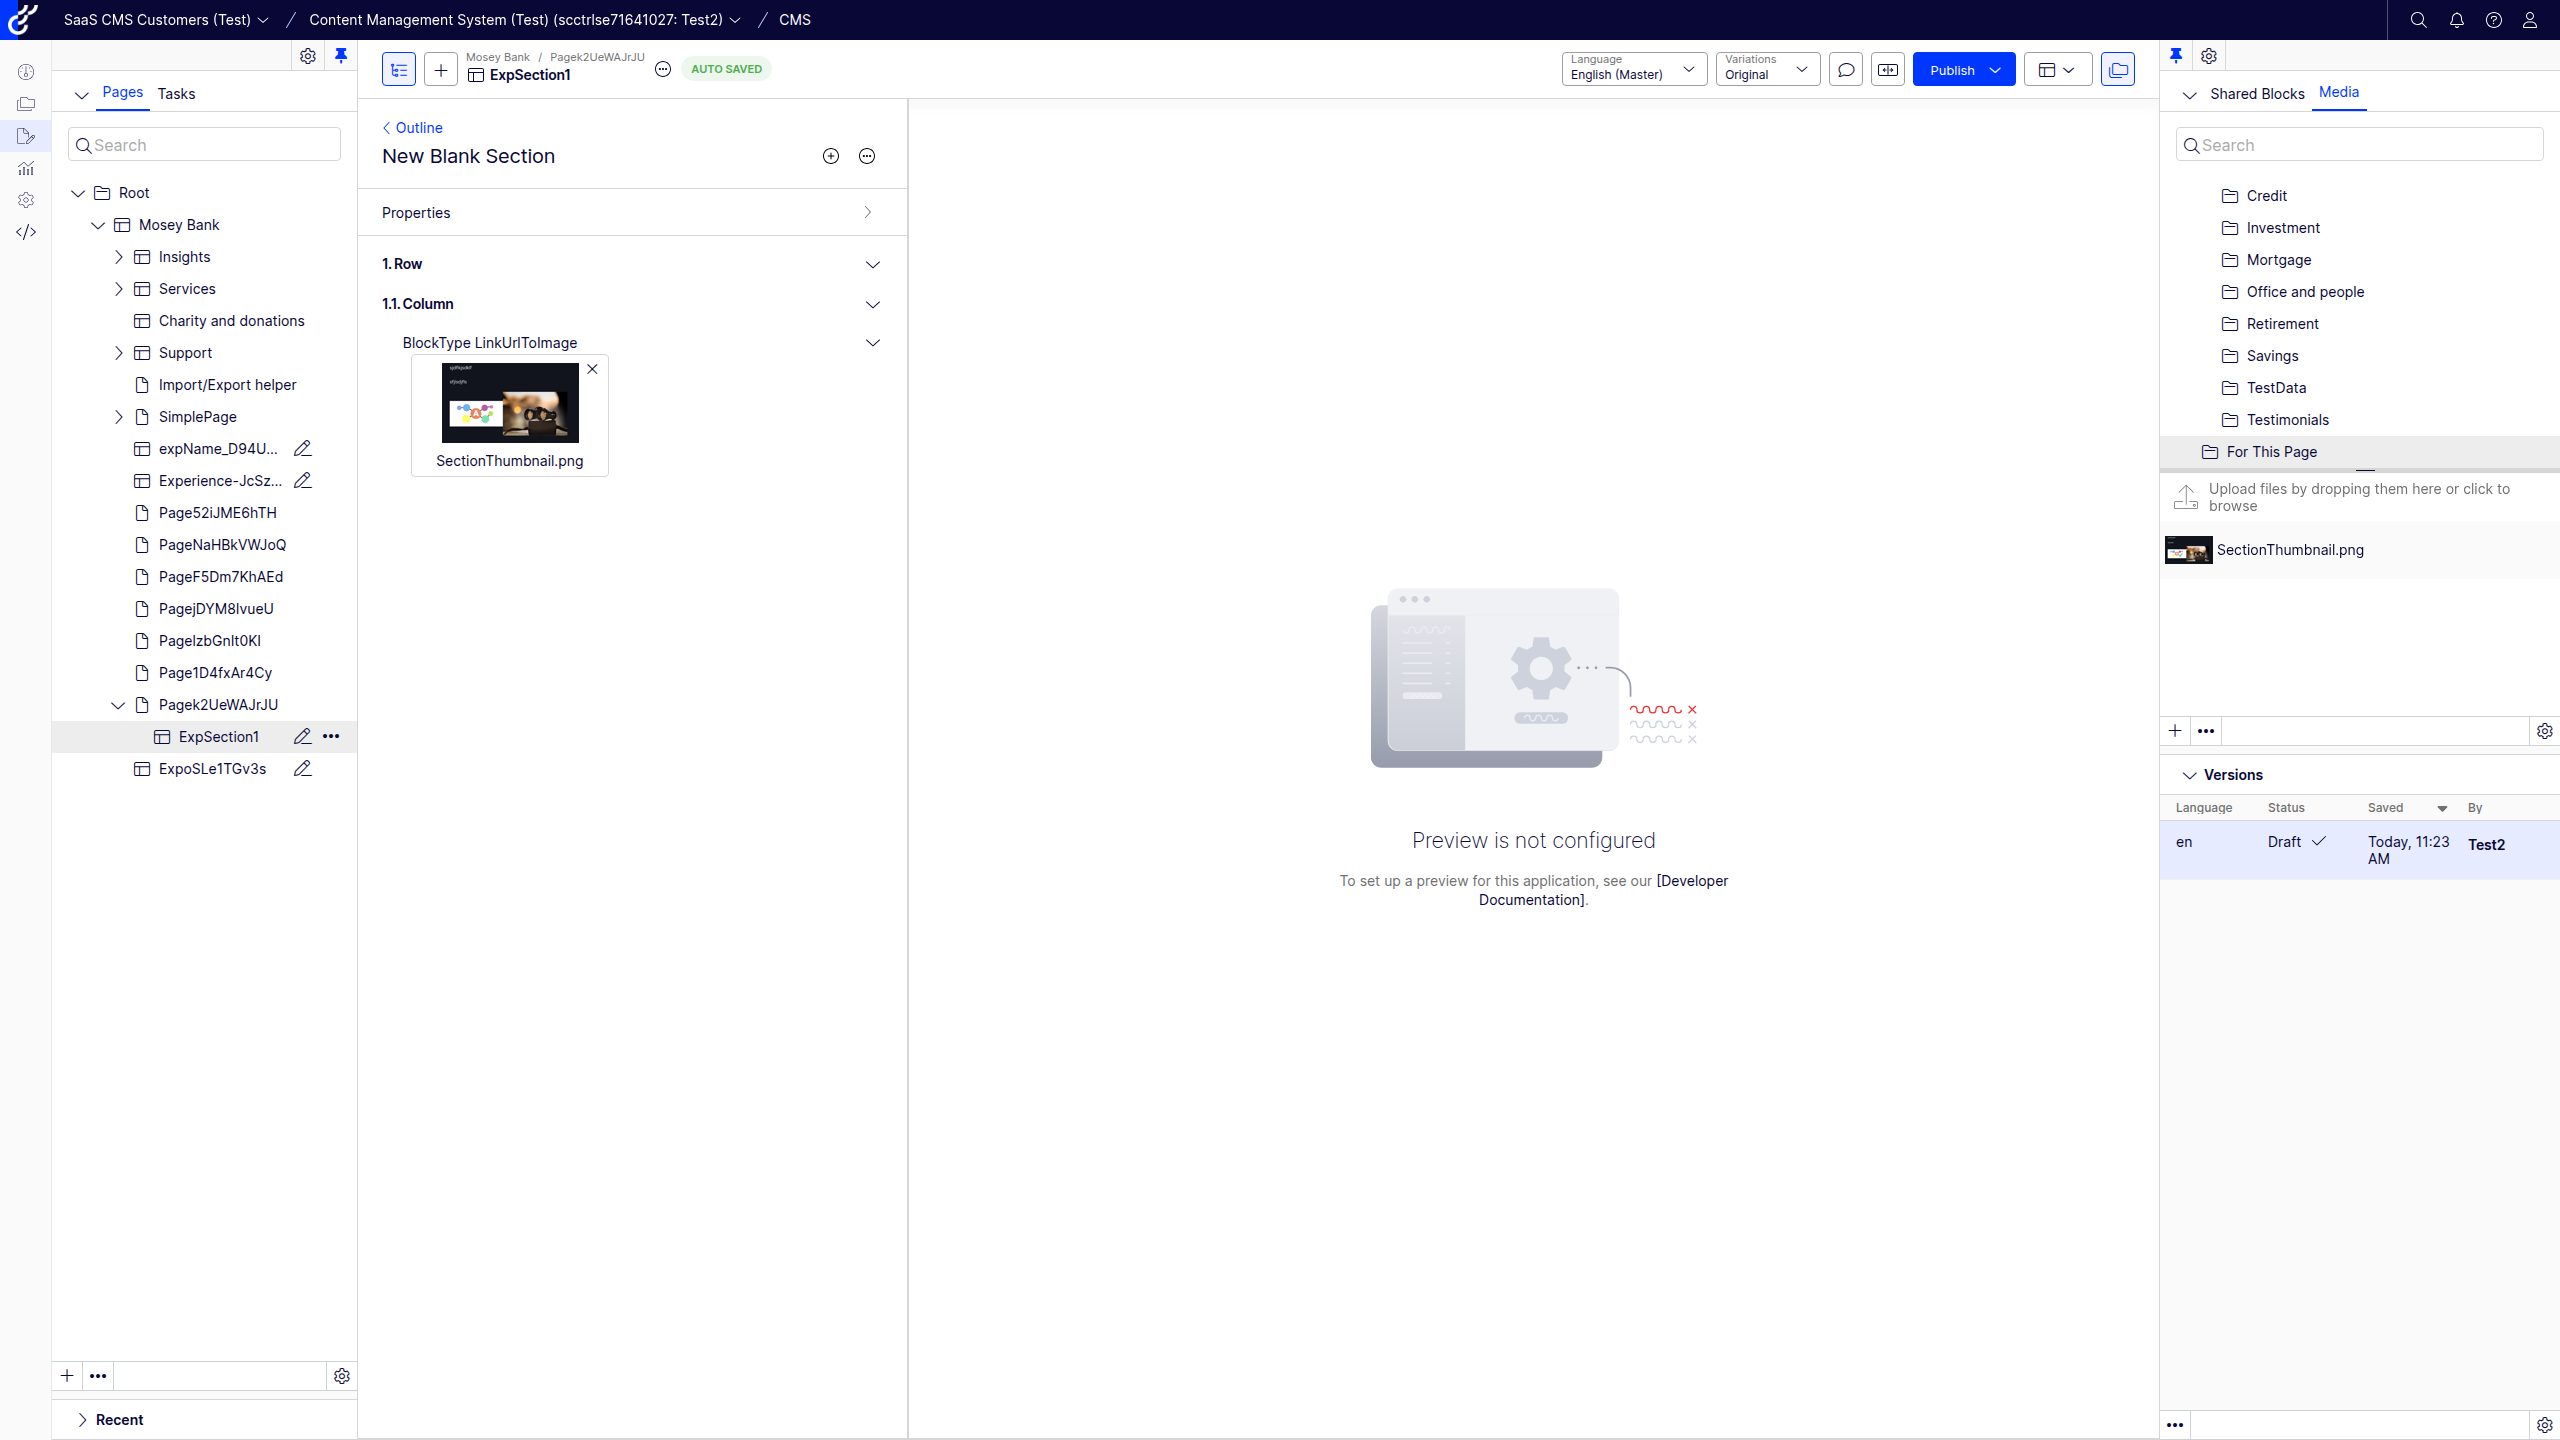 SaaS CMS Customers (Test) / Content Management System (Test) (scctrlse71641027: Test2) / CMS
Pages Tasks
Search
Root
Mosey Bank
Insights
Services
Charity and donations
Support
Import/Export helper
SimplePage
expName_D94U...
Experience-JcSz...
Page52iJME6hTH
PageNaHBkVWJoQ
PageF5Dm7KhAEd
PagejDYM8IvueU
PageIzbGnlt0KI
Page1D4fxAr4Cy
Pagek2UeWAJrJU
ExpSection1
ExpoSLe1TGv3s
Recent
Mosey Bank / Pagek2UeWAJrJU
ExpSection1
AUTO SAVED
Language
English (Master)
Variations
Original
Publish
Outline
New Blank Section
Properties
1. Row
1.1. Column
BlockType LinkUrlToImage
SectionThumbnail.png
Preview is not configured
To set up a preview for this application, see our [Developer
Documentation].
Shared Blocks Media
Search
Credit
Investment
Mortgage
Office and people
Retirement
Savings
TestData
Testimonials
For This Page
Upload files by dropping them here or click to
browse
SectionThumbnail.png
Versions
Language Status Saved By
en Draft Today, 11:23 AM Test2